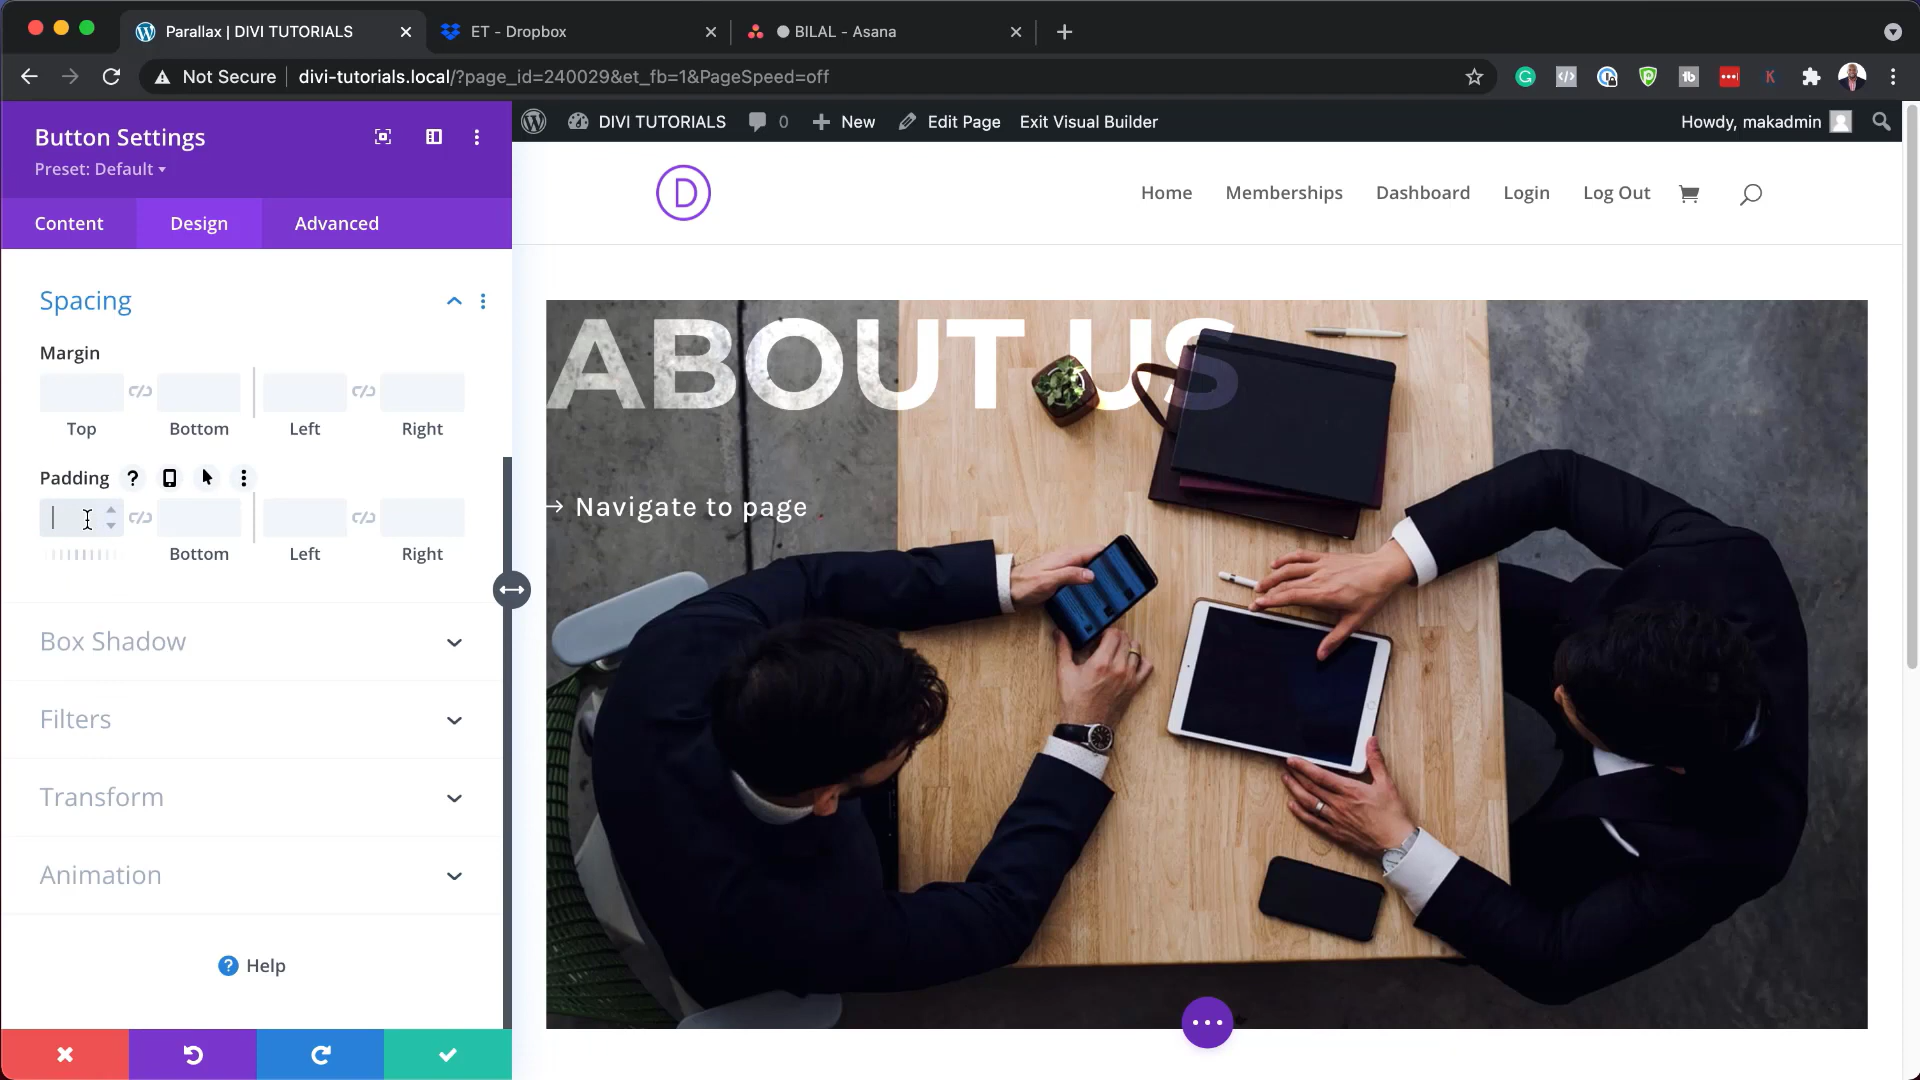 Parallax | DIVI TUTORIALS
ET - Dropbox
BILAL - Asana
Not Secure
divi-tutorials.local/?page_id=240029&et_fb=1&PageSpeed=off
Button Settings
Preset: Default
Content
Design
Advanced
DIVI TUTORIALS
0
New
Edit Page
Exit Visual Builder
Howdy, makadmin
D
Home
Memberships
Dashboard
Login
Log Out
Spacing
Margin
Top
Bottom
Left
Right
Padding
Bottom
Left
Right
Box Shadow
Filters
Transform
Animation
Help
ABOUT US
→ Navigate to page